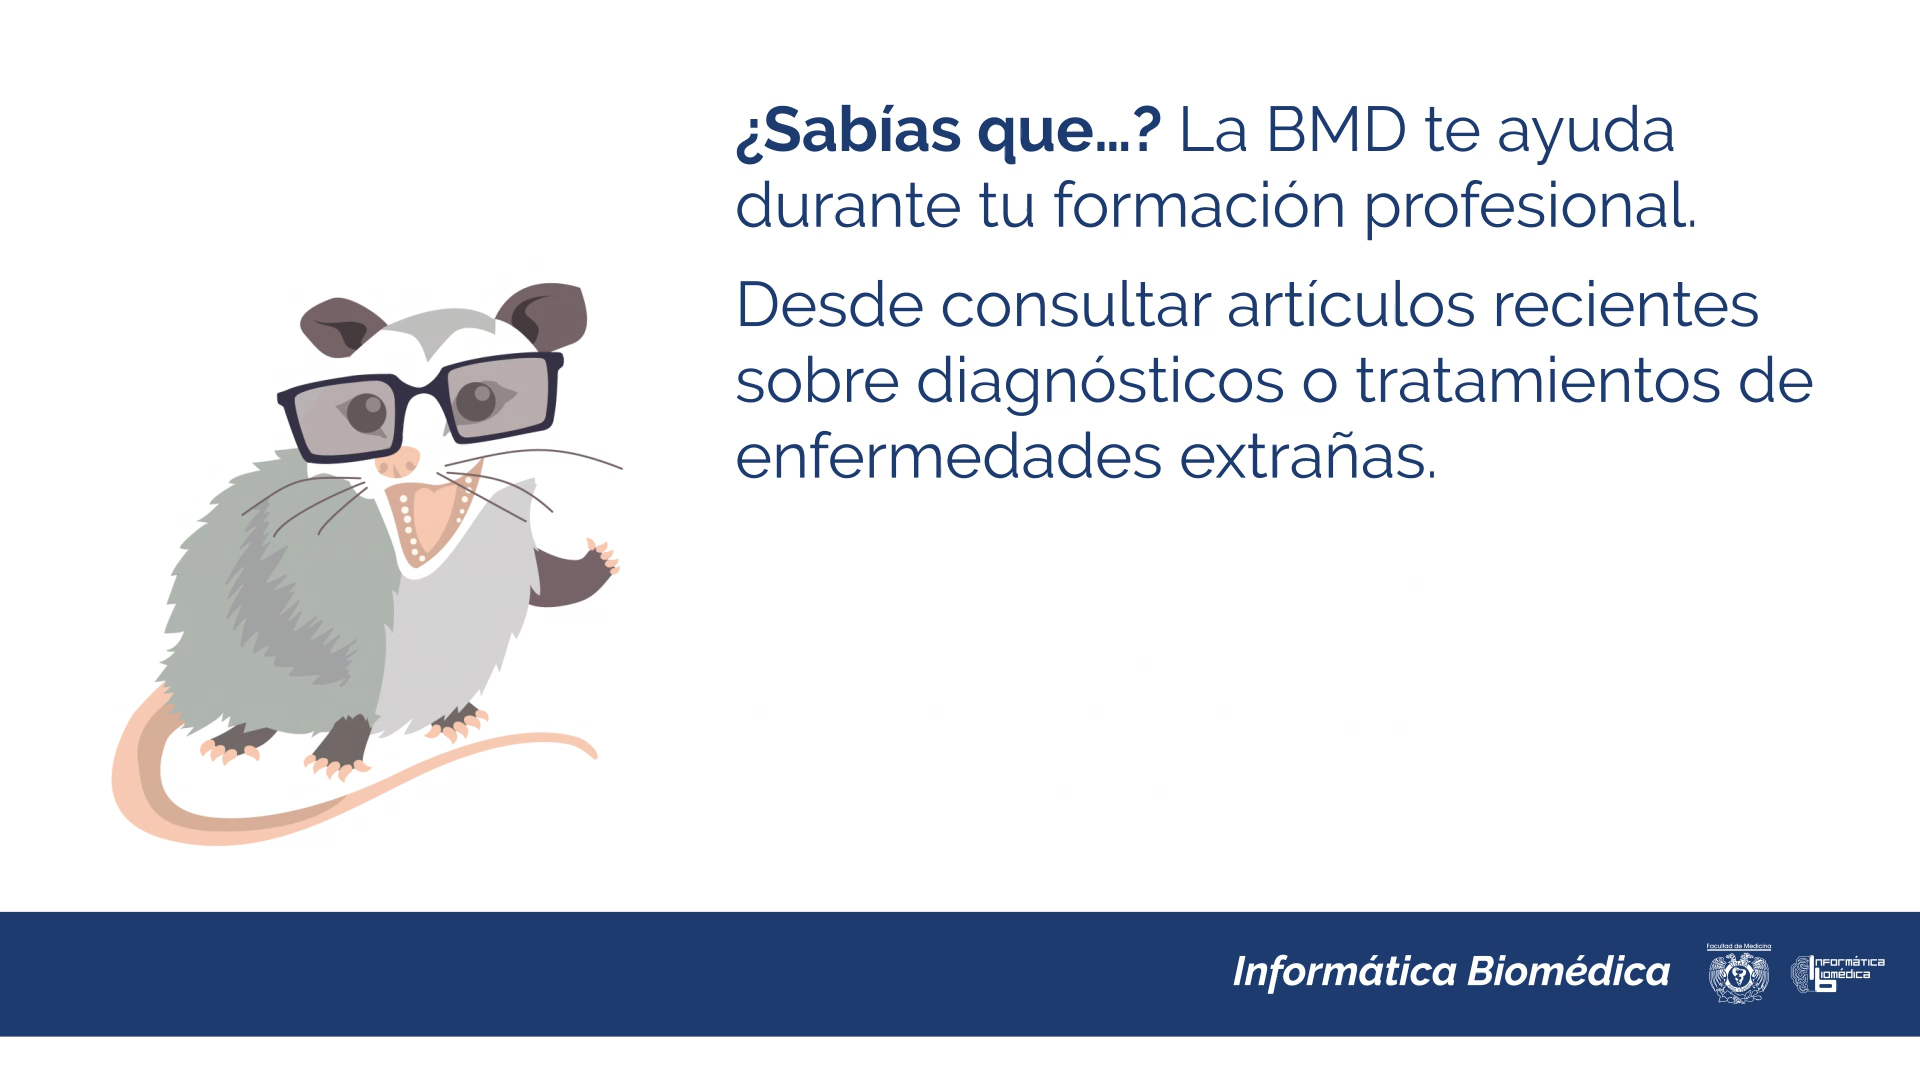 ¿Sabías que...? La BMD te ayuda
durante tu formación profesional.
Desde consultar artículos recientes
sobre diagnósticos o tratamientos de
enfermedades extrañas.
Informática Biomédica
Facultad de Medicina
Informática
Biomédica